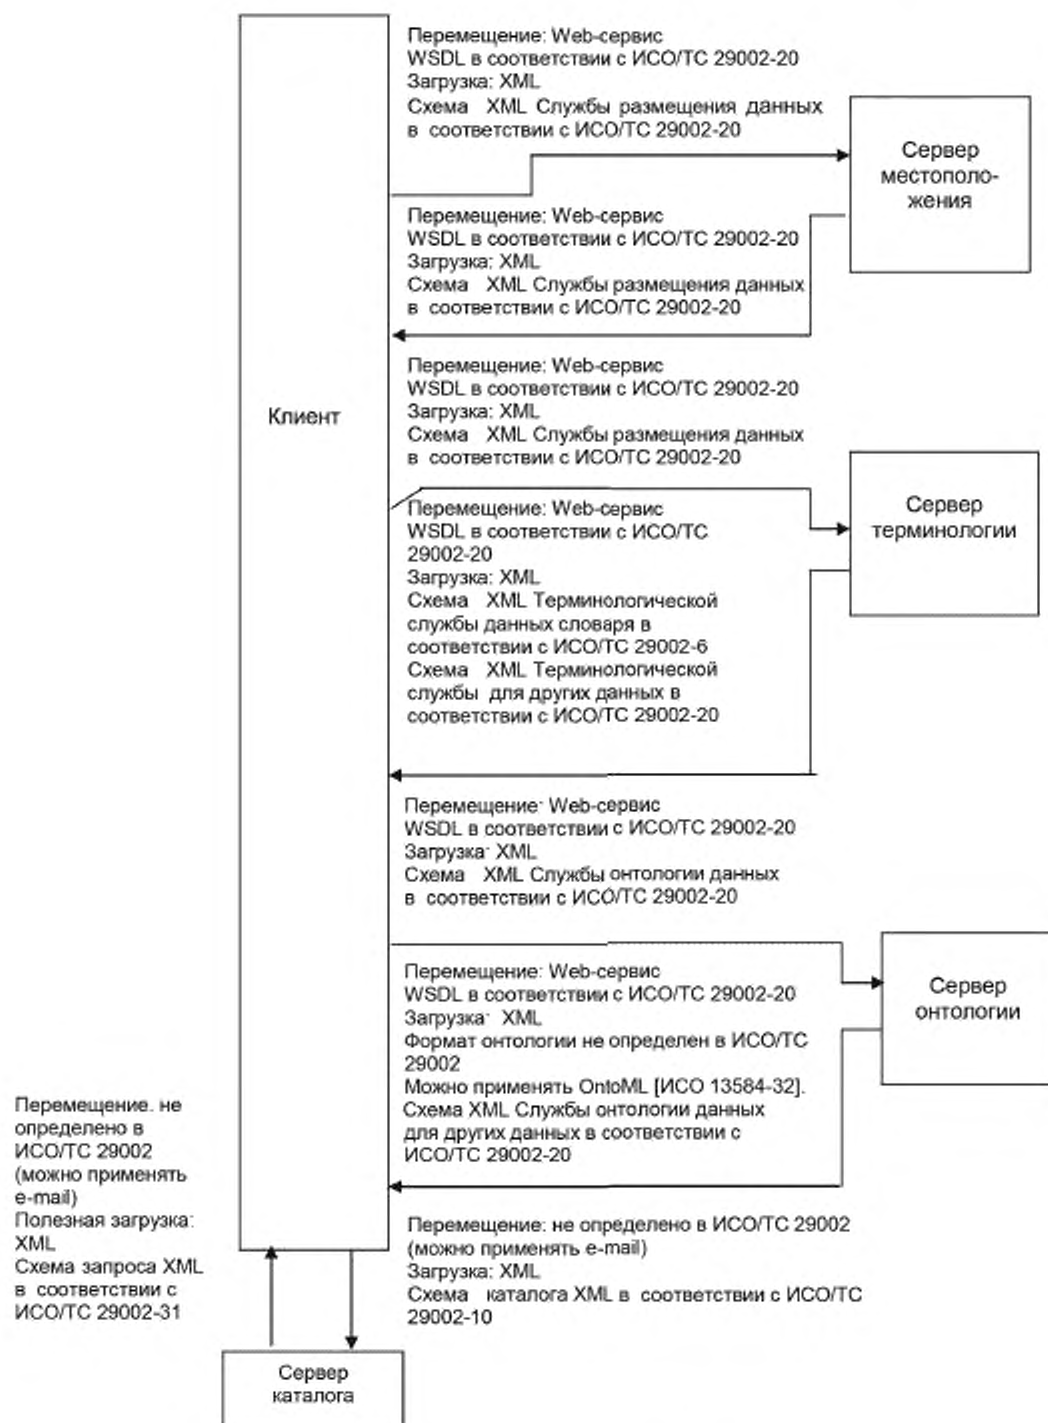 Перемещение: Web-сервис
WSDL в соответствии с ИСО/ТС 29002-20
Загрузка: XML
Схема XML Службы размещения данных
в соответствии с ИСО/ТС 29002-20
Сервер
местополо-
жения
Перемещение: Web-сервис
WSDL в соответствии с ИСО/ТС 29002-20
Загрузка: XML
Схема XML Службы размещения данных
в соответствии с ИСО/ТС 29002-20
Клиент
Перемещение: Web-сервис
WSDL в соответствии с ИСО/ТС 29002-20
Загрузка: XML
Схема XML Службы размещения данных
в соответствии с ИСО/ТС 29002-20
Сервер
терминологии
Перемещение: Web-сервис
WSDL в соответствии с ИСО/ТС
29002-20
Загрузка: XML
Схема XML Терминологической
службы данных словаря в
соответствии с ИСО/ТС 29002-6
Схема XML Терминологической
службы для других данных в
соответствии с ИСО/ТС 29002-20
Перемещение: Web-сервис
WSDL в соответствии с ИСО/ТС 29002-20
Загрузка: XML
Схема XML Службы онтологии данных
в соответствии с ИСО/ТС 29002-20
Сервер
онтологии
Перемещение: Web-сервис
WSDL в соответствии с ИСО/ТС 29002-20
Загрузка: XML
Формат онтологии не определен в ИСО/ТС
29002
Можно применять OntoML [ИСО 13584-32].
Схема XML Службы онтологии данных
для других данных в соответствии с
ИСО/ТС 29002-20
Перемещение. не
определено в
ИСО/ТС 29002
(можно применять
e-mail)
Полезная загрузка:
XML
Схема запроса XML
в соответствии с
ИСО/ТС 29002-31
Перемещение: не определено в ИСО/ТС 29002
(можно применять e-mail)
Загрузка: XML
Схема каталога XML в соответствии с ИСО/ТС
29002-10
Сервер
каталога